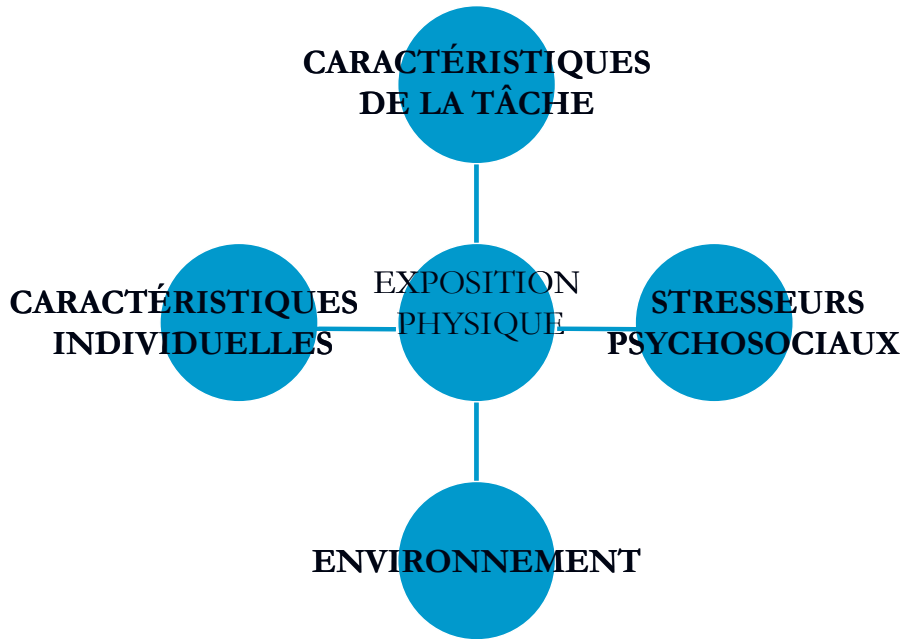 CARACTÉRISTIQUES
DE LA TÂCHE
CARACTÉRISTIQUES
INDIVIDUELLES
EXPOSITION
PHYSIQUE
STRESSEURS
PSYCHOSOCIAUX
ENVIRONNEMENT